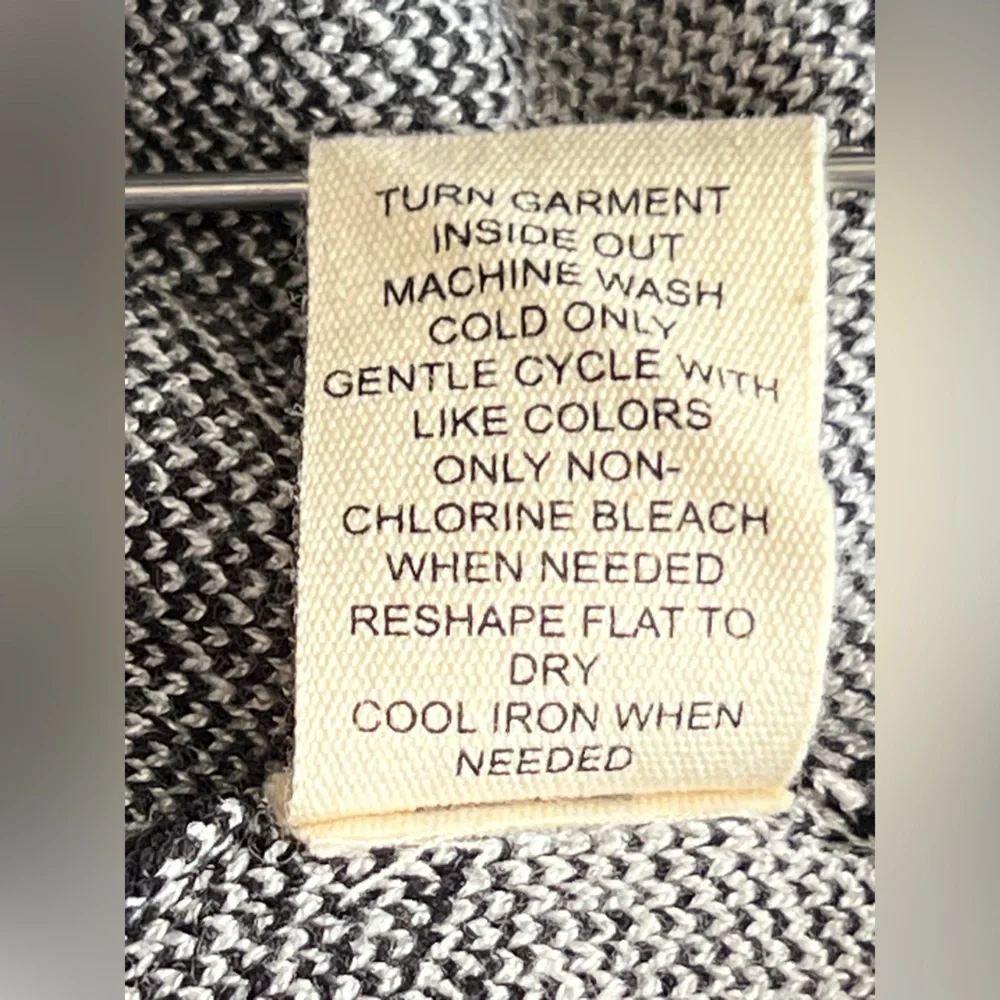 TURN GARMENT
INSIDE OUT
MACHINE WASH
COLD ONLY
GENTLE CYCLE WITH
LIKE COLORS
ONLY NON-
CHLORINE BLEACH
WHEN NEEDED
RESHAPE FLAT TO
DRY
COOL IRON WHEN
NEEDED